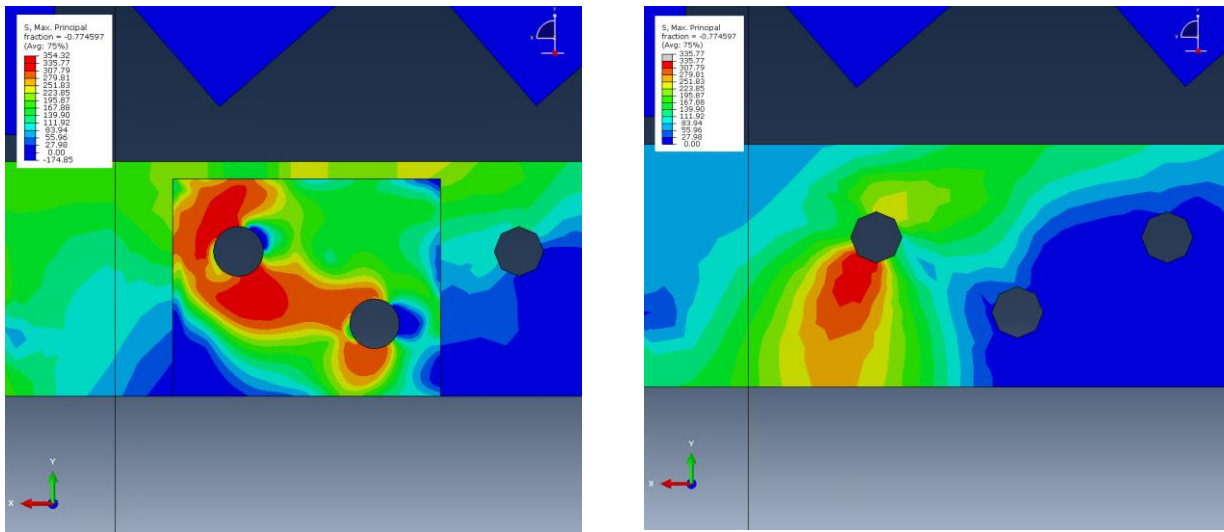 S, Max. Principal
fraction = -0.774597
(Avg: 75%)
354.32
335.77
307.79
279.81
251.83
223.85
195.87
167.88
139.90
111.92
83.94
55.96
27.98
0.00
-174.85
Y
X
Y
X
S, Max. Principal
fraction = -0.774597
(Avg: 75%)
335.77
335.77
307.79
279.81
251.83
223.85
195.87
167.88
139.90
111.92
83.94
55.96
27.98
0.00
Y
X
Y
X